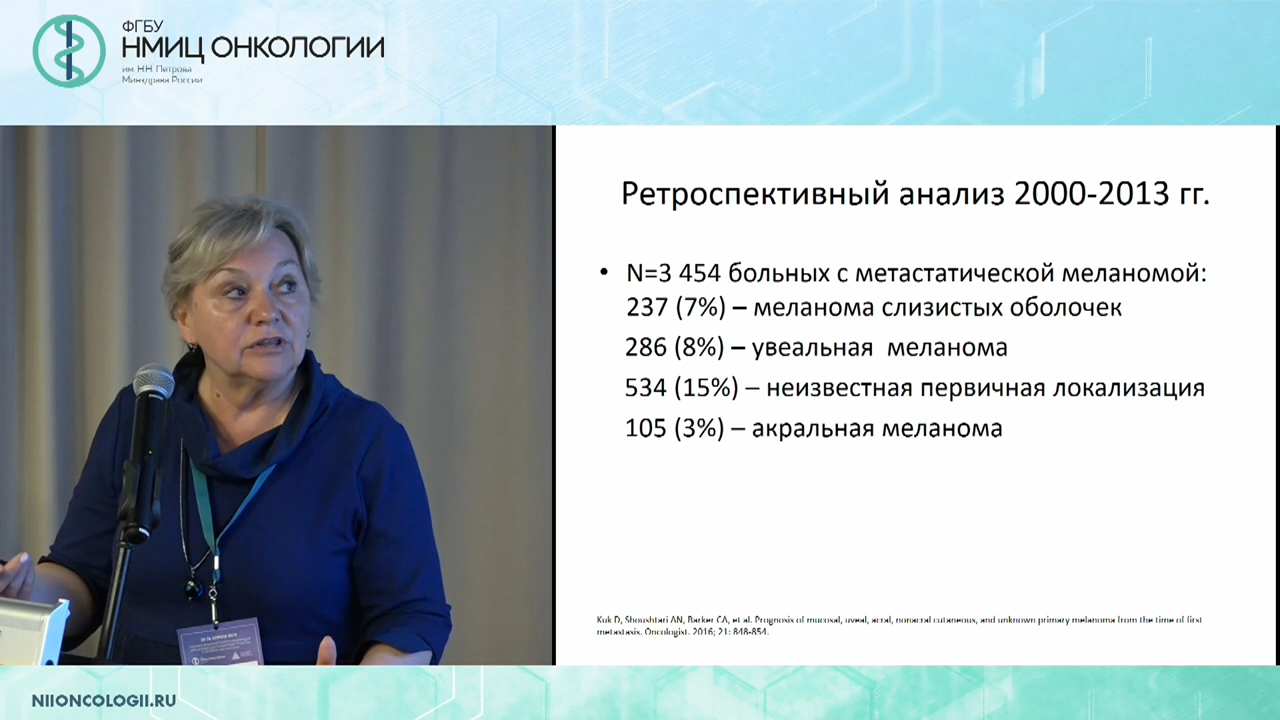 ФГБУ
НМИЦ ОНКОЛОГИИ
им. Н.Н. Петрова
Минздрава России
Ретроспективный анализ 2000-2013 гг.
• N=3 454 больных с метастатической меланомой:
237 (7%) – меланома слизистых оболочек
286 (8%) – увеальная меланома
534 (15%) – неизвестная первичная локализация
105 (3%) – акральная меланома
Kuk D, Shoushtari AN, Barker CA, et al. Prognosis of mucosal, uveal, acral, nonacral cutaneous, and unknown primary melanoma from the time of first
metastasis. Oncologist. 2016; 21: 848-854.
NIIONCOLOGII.RU